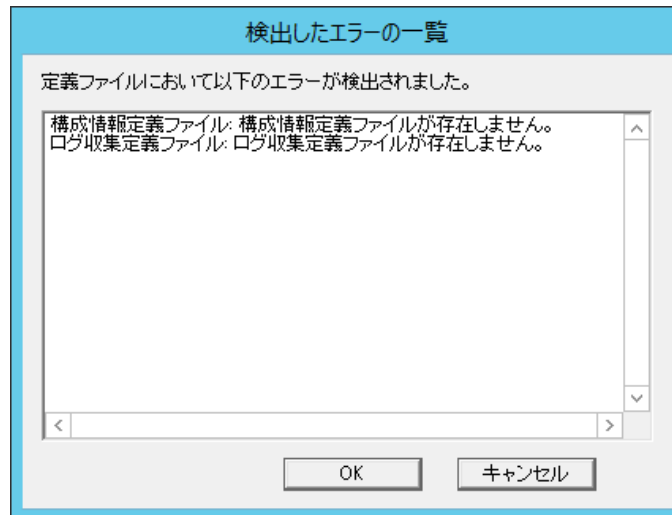 検出したエラーの一覧
定義ファイルにおいて以下のエラーが検出されました。
構成情報定義ファイル: 構成情報定義ファイルが存在しません。
ログ収集定義ファイル: ログ収集定義ファイルが存在しません。
OK
キャンセル